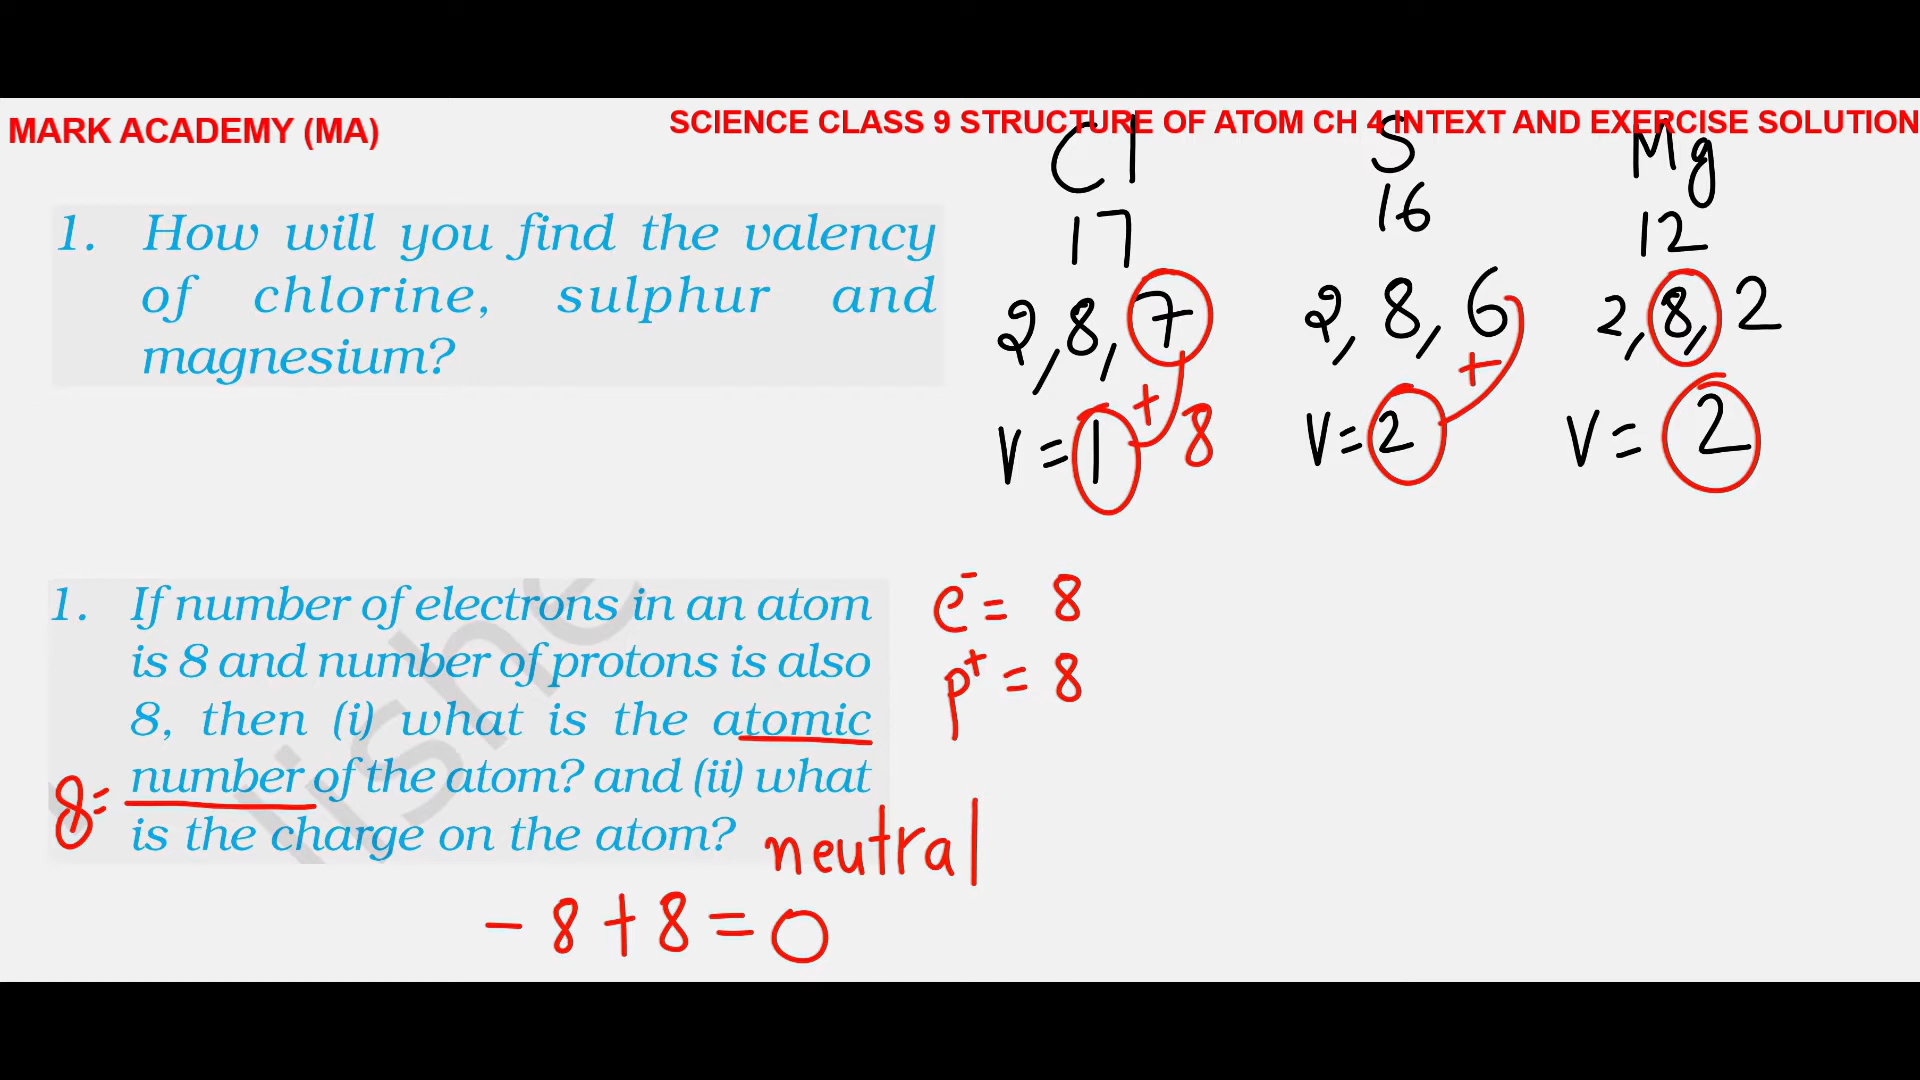 MARK ACADEMY (MA)
SCIENCE CLASS 9 STRUCTURE OF ATOM CH 4 INTEXT AND EXERCISE SOLUTION
1. How will you find the valency
of chlorine, sulphur and
magnesium?
Cl S Mg
17 16 12
2, 8, 7 2, 8, 6 2, 8, 2
+ +
V = 1 8 V = 2 V = 2
1. If number of electrons in an atom
is 8 and number of protons is also
8, then (i) what is the atomic
number of the atom? and (ii) what
is the charge on the atom?
8=
e⁻ = 8
p⁺ = 8
neutral
- 8 + 8 = 0